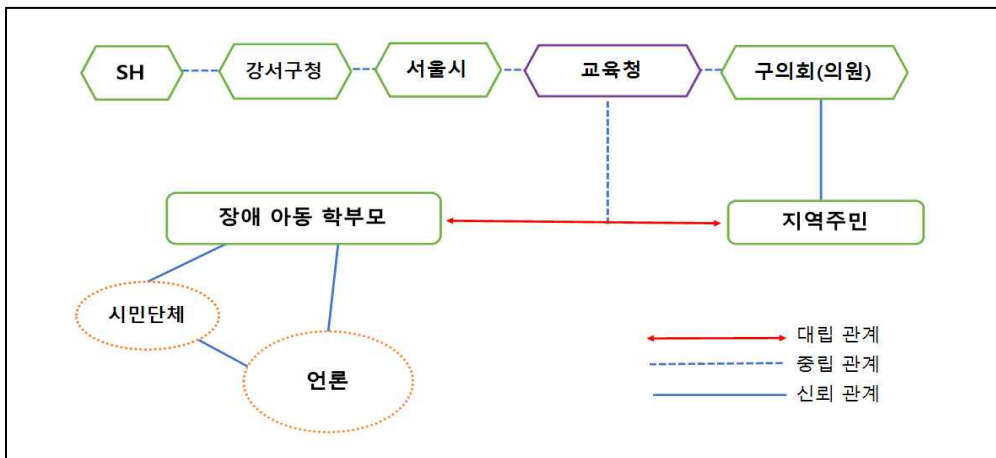 SH
강서구청
서울시
교육청
구의회(의원)
장애 아동 학부모
지역주민
시민단체
언론
대립 관계
중립 관계
신뢰 관계